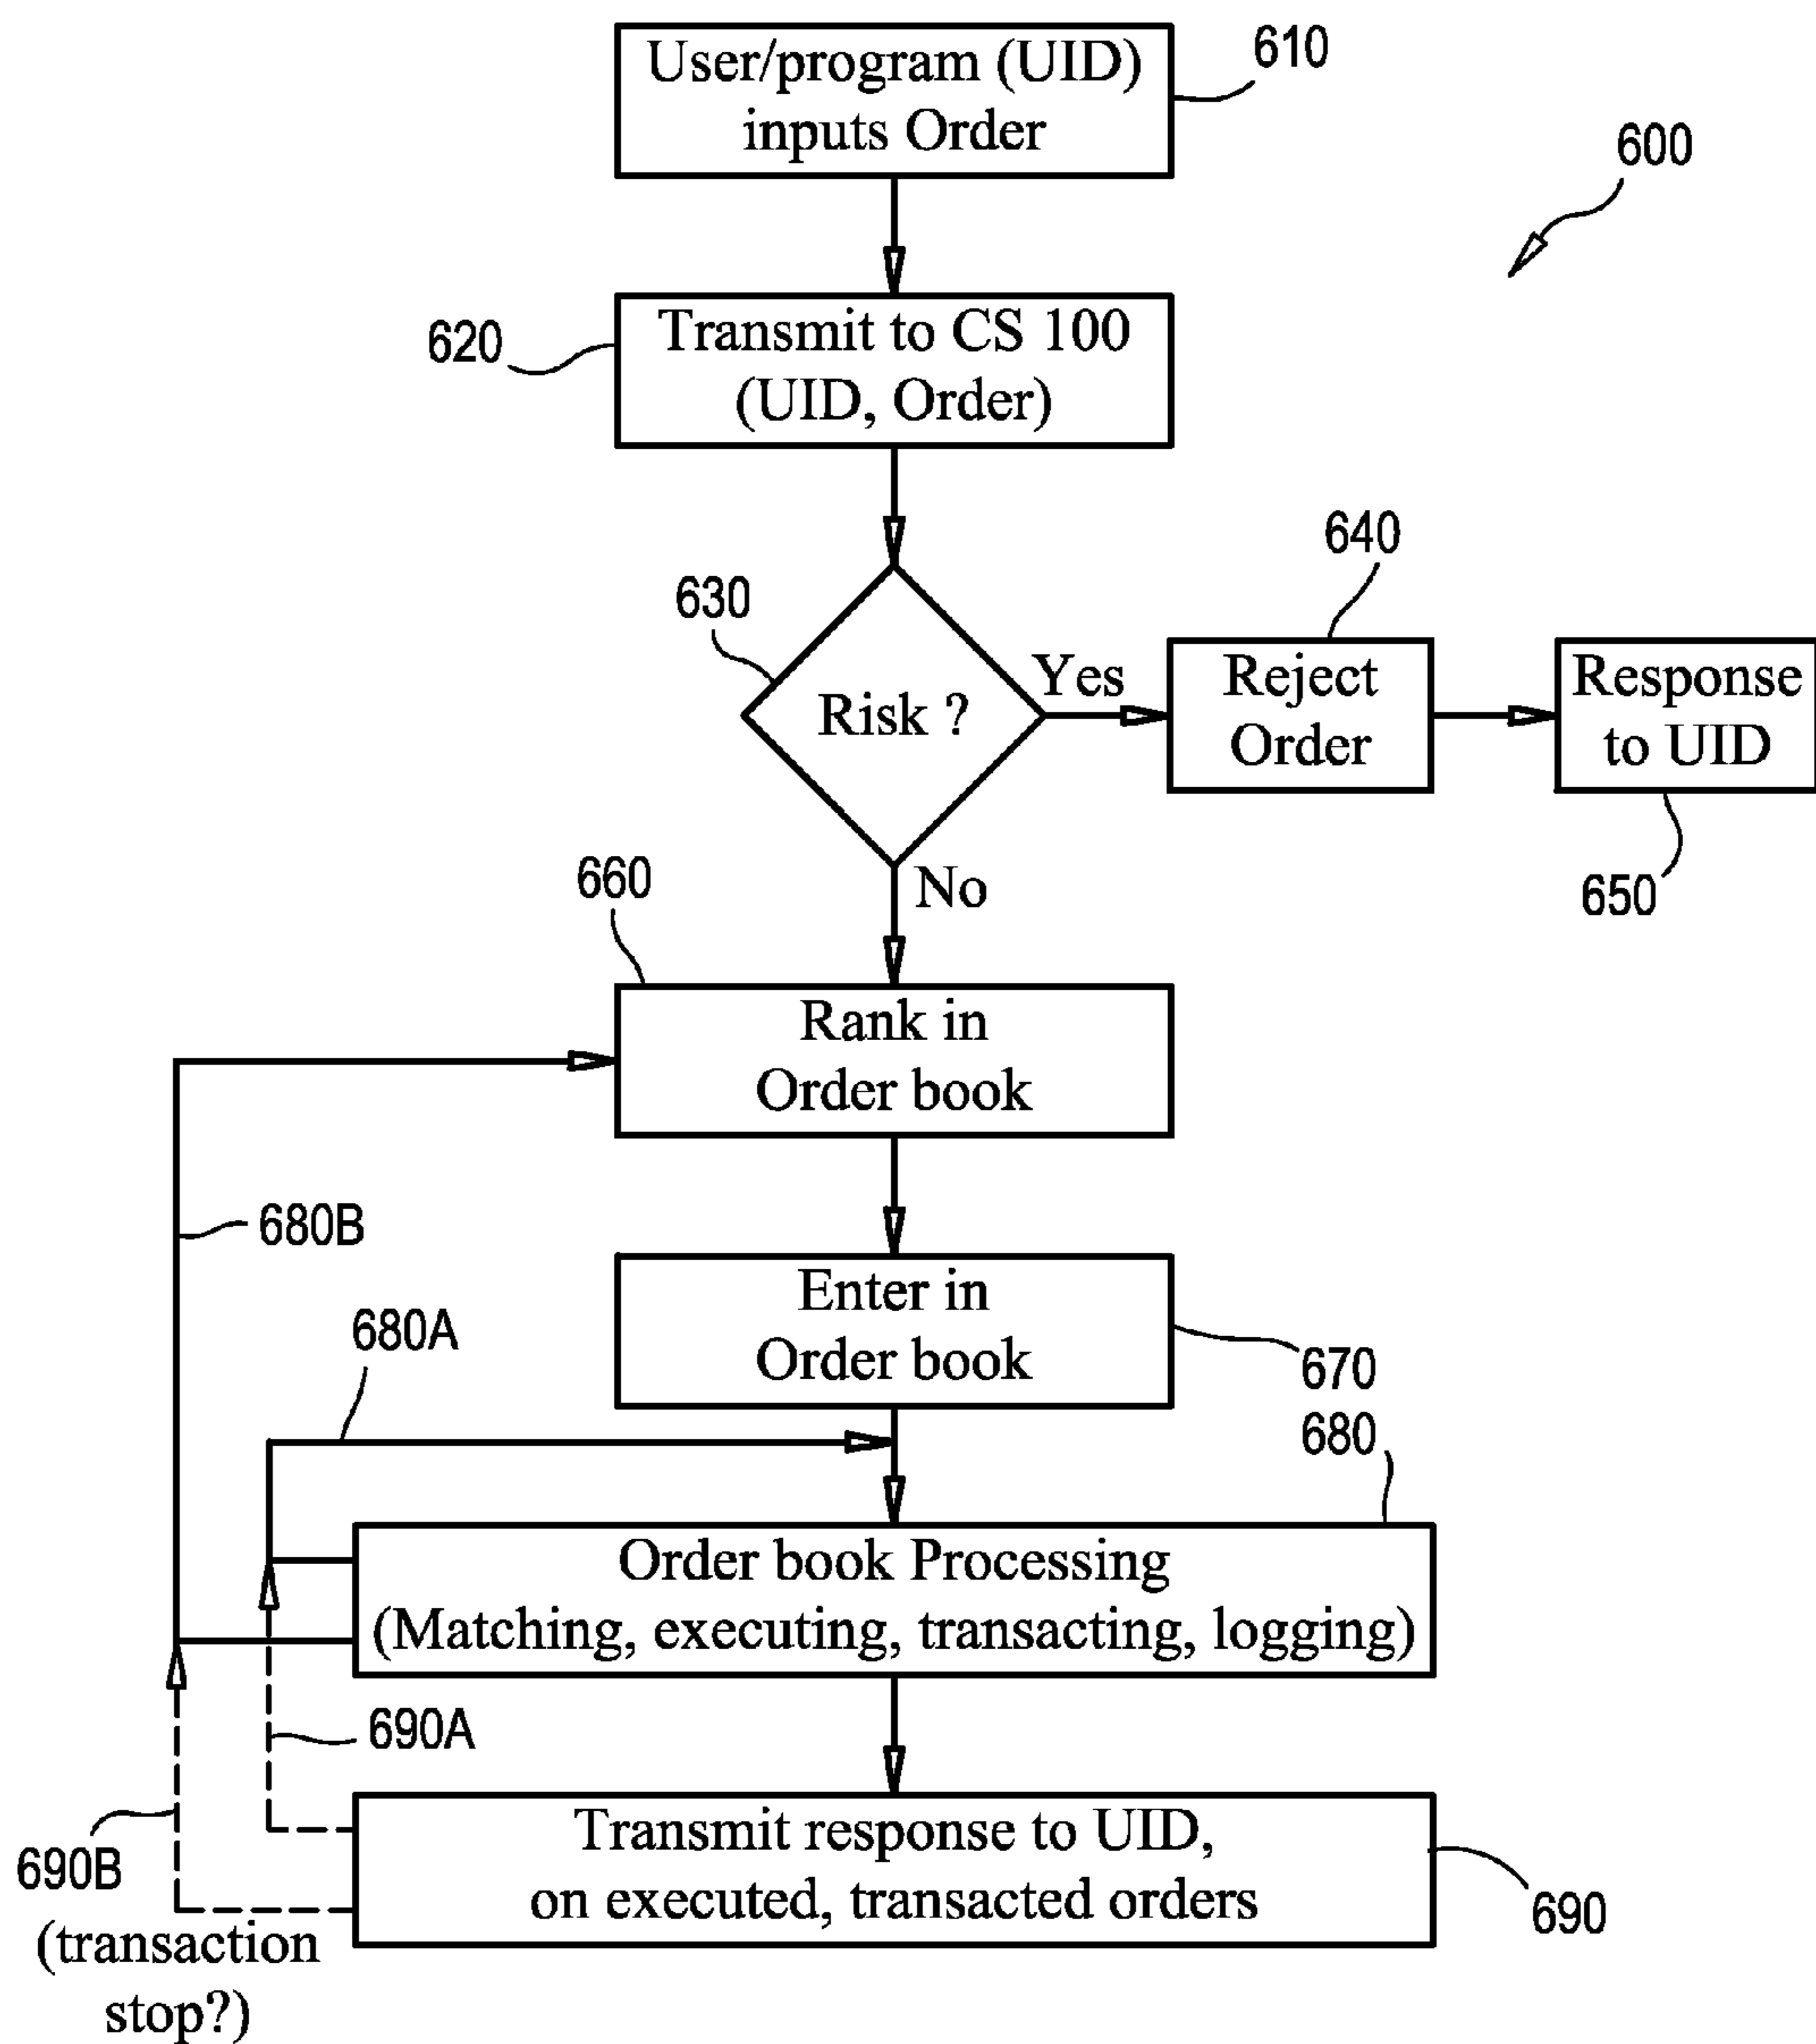 User/program (UID)
inputs Order
610
600
Transmit to CS 100
(UID, Order)
620
630
Risk ?
Yes
640
Reject
Order
Response
to UID
650
No
660
Rank in
Order book
680B
Enter in
Order book
670
680A
680
Order book Processing
(Matching, executing, transacting, logging)
690A
690B
(transaction
stop?)
Transmit response to UID,
on executed, transacted orders
690